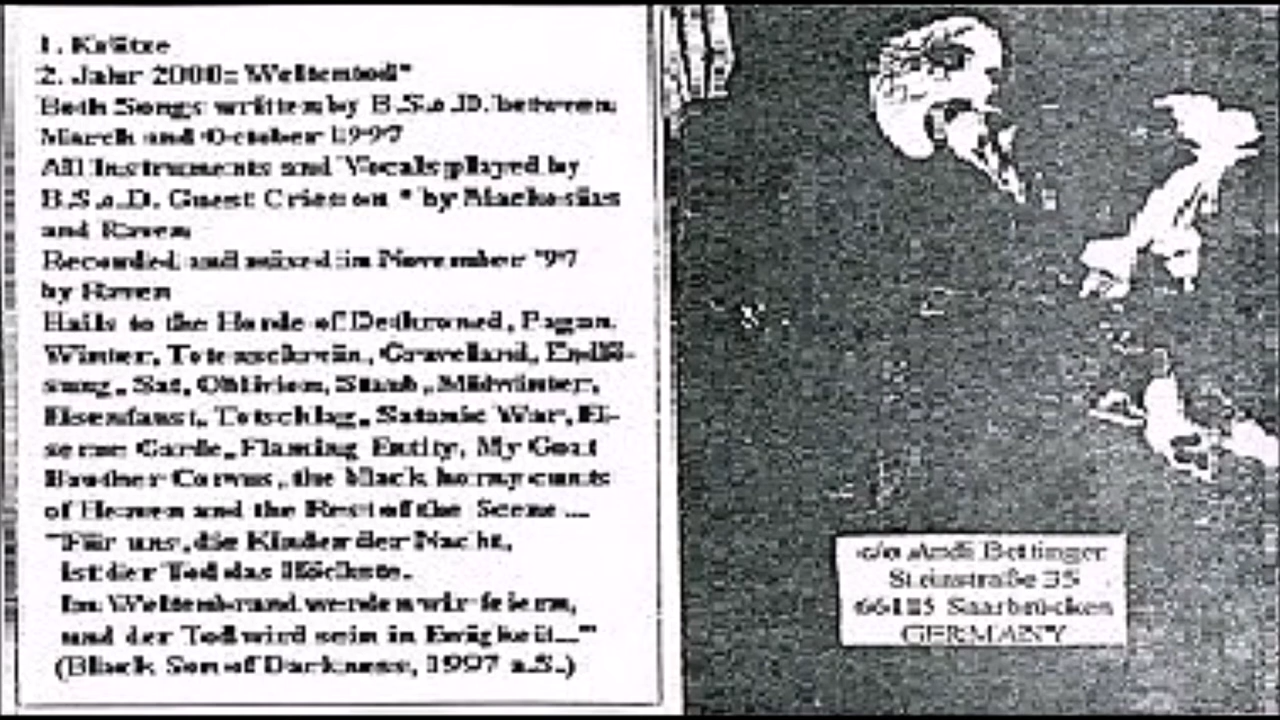 1. Krätze
2. Jahr 2000: "Weltentod"*
Both Songs written by B.S.o.D. between
March and October 1997
All Instruments and Vocals played by
B.S.o.D. Guest Cries on * by
and Raven
Recorded and mixed in November '97
by Raven
Hails to the Horde of Dethroned, Pagan
Winter, Totenschrein, Graveland, Endlö-
sung, Sat, Oblivion, Staub, Midwinter,
Eisenfaust, Totschlag, Satanic War, Ei-
serne Garde, Flaming Entity, My Goat
Brother Corvus, the black horny cunts
of Heaven and the Rest of the Scene ...
"Für uns, die Kinder der Nacht,
ist der Tod das Höchste.
Im Weltenbrand werden wir feiern,
und der Tod wird sein in Ewigkeit..."
(Black Son of Darkness, 1997 a.S.)
c/o Andi Bettinger
Steinstraße 35
66115 Saarbrücken
GERMANY